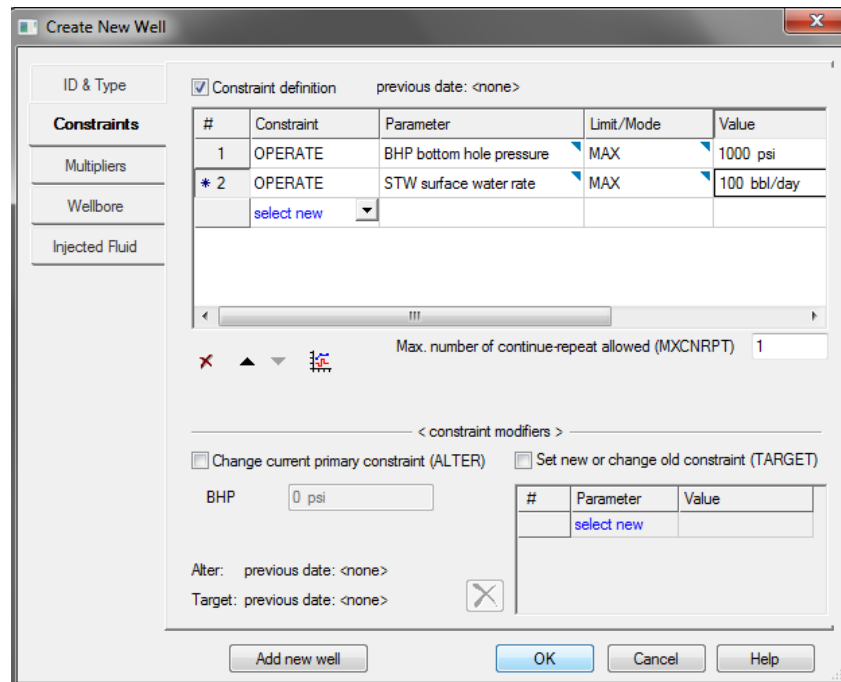 Create New Well
ID & Type
Constraints
Multipliers
Wellbore
Injected Fluid
Constraint definition previous date: <none>
# Constraint Parameter Limit/Mode Value
1 OPERATE BHP bottom hole pressure MAX 1000 psi
* 2 OPERATE STW surface water rate MAX 100 bbl/day
select new
Max. number of continue-repeat allowed (MXCNRPT) 1
< constraint modifiers >
Change current primary constraint (ALTER) Set new or change old constraint (TARGET)
BHP 0 psi
# Parameter Value
select new
Alter: previous date: <none>
Target: previous date: <none>
Add new well OK Cancel Help